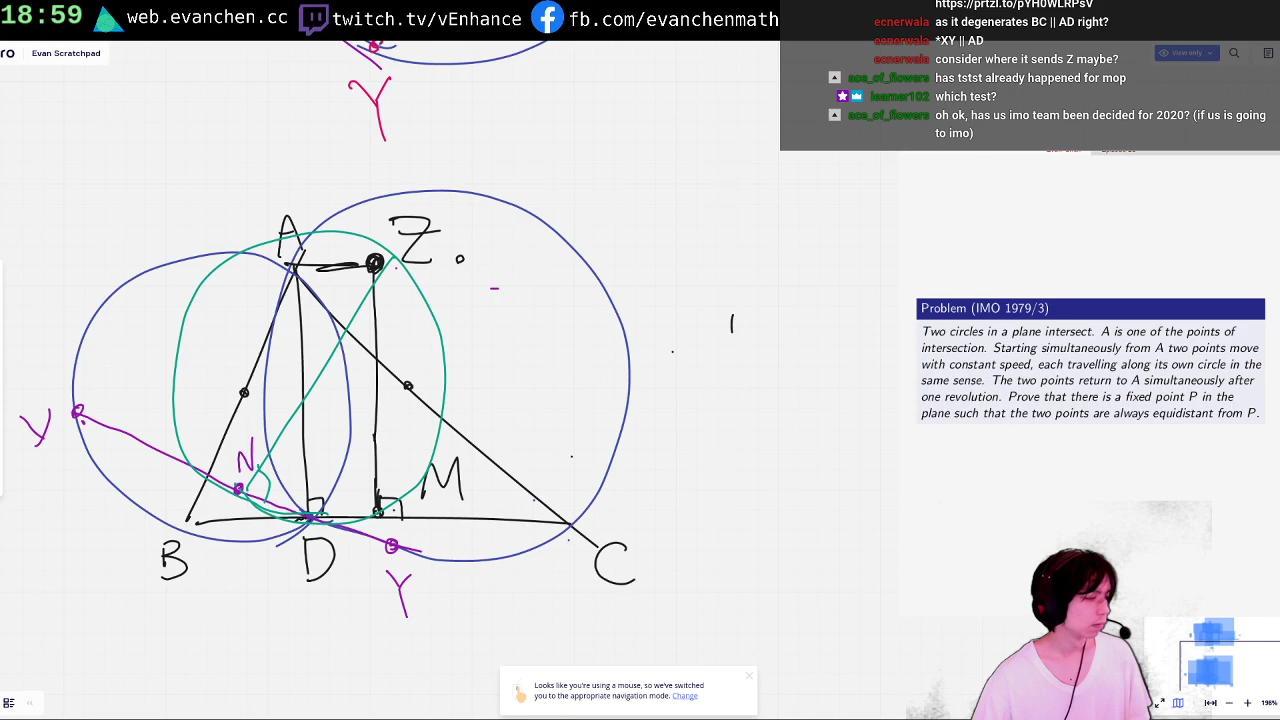 18:59 web.evanchen.cc twitch.tv/vEnhance fb.com/evanchenmath
https://prtzl.to/pYH0WLRPsV
ecnerwala as it degenerates BC || AD right?
ecnerwala *XY || AD
ecnerwala consider where it sends Z maybe?
ace_of_flowers has tstst already happened for mop
learner102 which test?
ace_of_flowers oh ok, has us imo team been decided for 2020? (if us is going
to imo)
ro Evan Scratchpad
View only
Y
A
Z
X
N
M
B
D
Y
C
Problem (IMO 1979/3)
Two circles in a plane intersect. A is one of the points of
intersection. Starting simultaneously from A two points move
with constant speed, each travelling along its own circle in the
same sense. The two points return to A simultaneously after
one revolution. Prove that there is a fixed point P in the
plane such that the two points are always equidistant from P.
Looks like you're using a mouse, so we've switched
you to the appropriate navigation mode. Change
196%